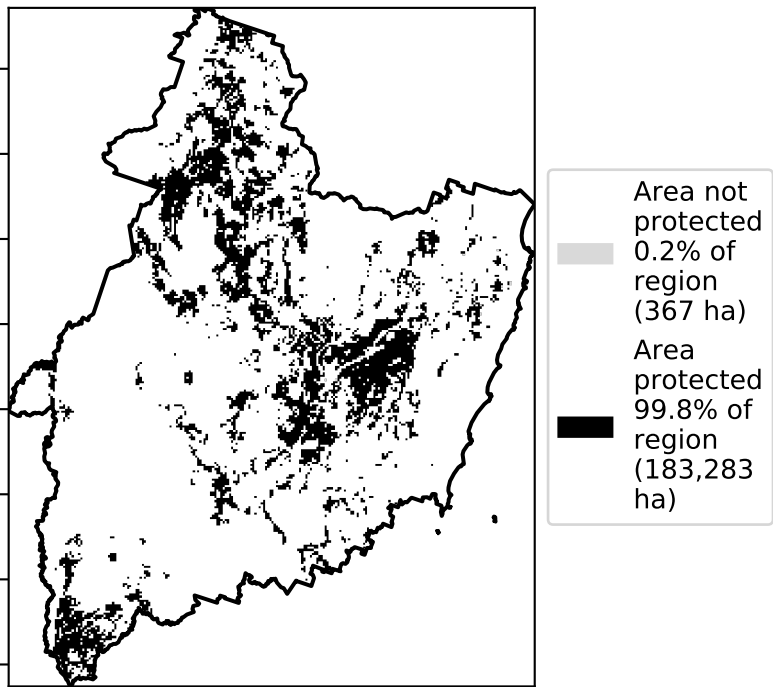 Area not
protected
0.2% of
region
(367 ha)
Area
protected
99.8% of
region
(183,283
ha)